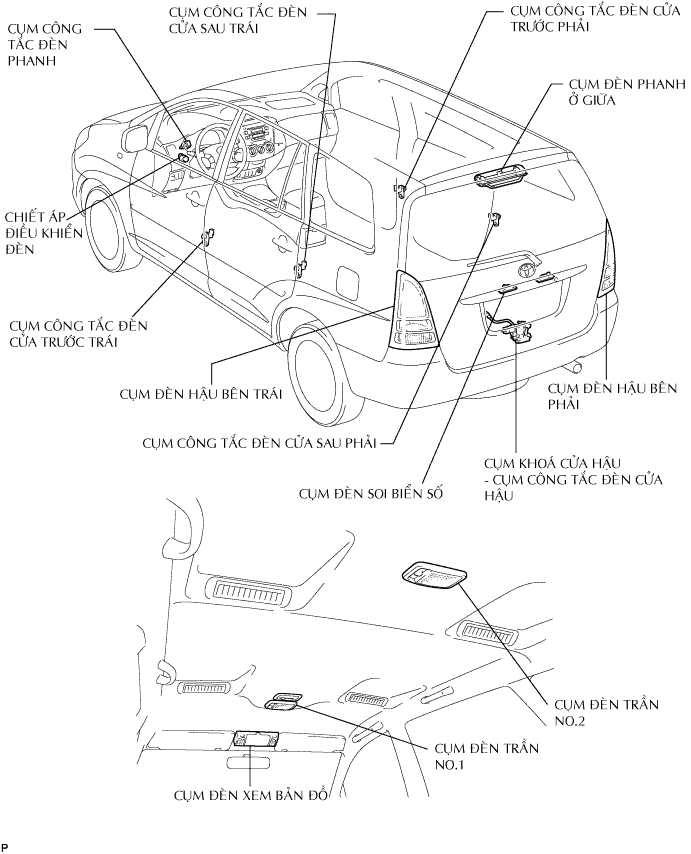 CỤM CÔNG TẮC ĐÈN
CỬA SAU TRÁI
CỤM CÔNG TẮC ĐÈN CỬA
TRƯỚC PHẢI
CỤM CÔNG
TẮC ĐÈN
PHANH
CỤM ĐÈN PHANH
Ở GIỮA
CHIẾT ÁP
ĐIỀU KHIỂN
ĐÈN
CỤM CÔNG TẮC ĐÈN
CỬA TRƯỚC TRÁI
CỤM ĐÈN HẬU BÊN TRÁI
CỤM ĐÈN HẬU BÊN
PHẢI
CỤM CÔNG TẮC ĐÈN CỬA SAU PHẢI
CỤM KHOÁ CỬA HẬU
- CỤM CÔNG TẮC ĐÈN CỬA
HẬU
CỤM ĐÈN SOI BIỂN SỐ
CỤM ĐÈN TRẦN
NO.2
CỤM ĐÈN TRẦN
NO.1
CỤM ĐÈN XEM BẢN ĐỒ
P